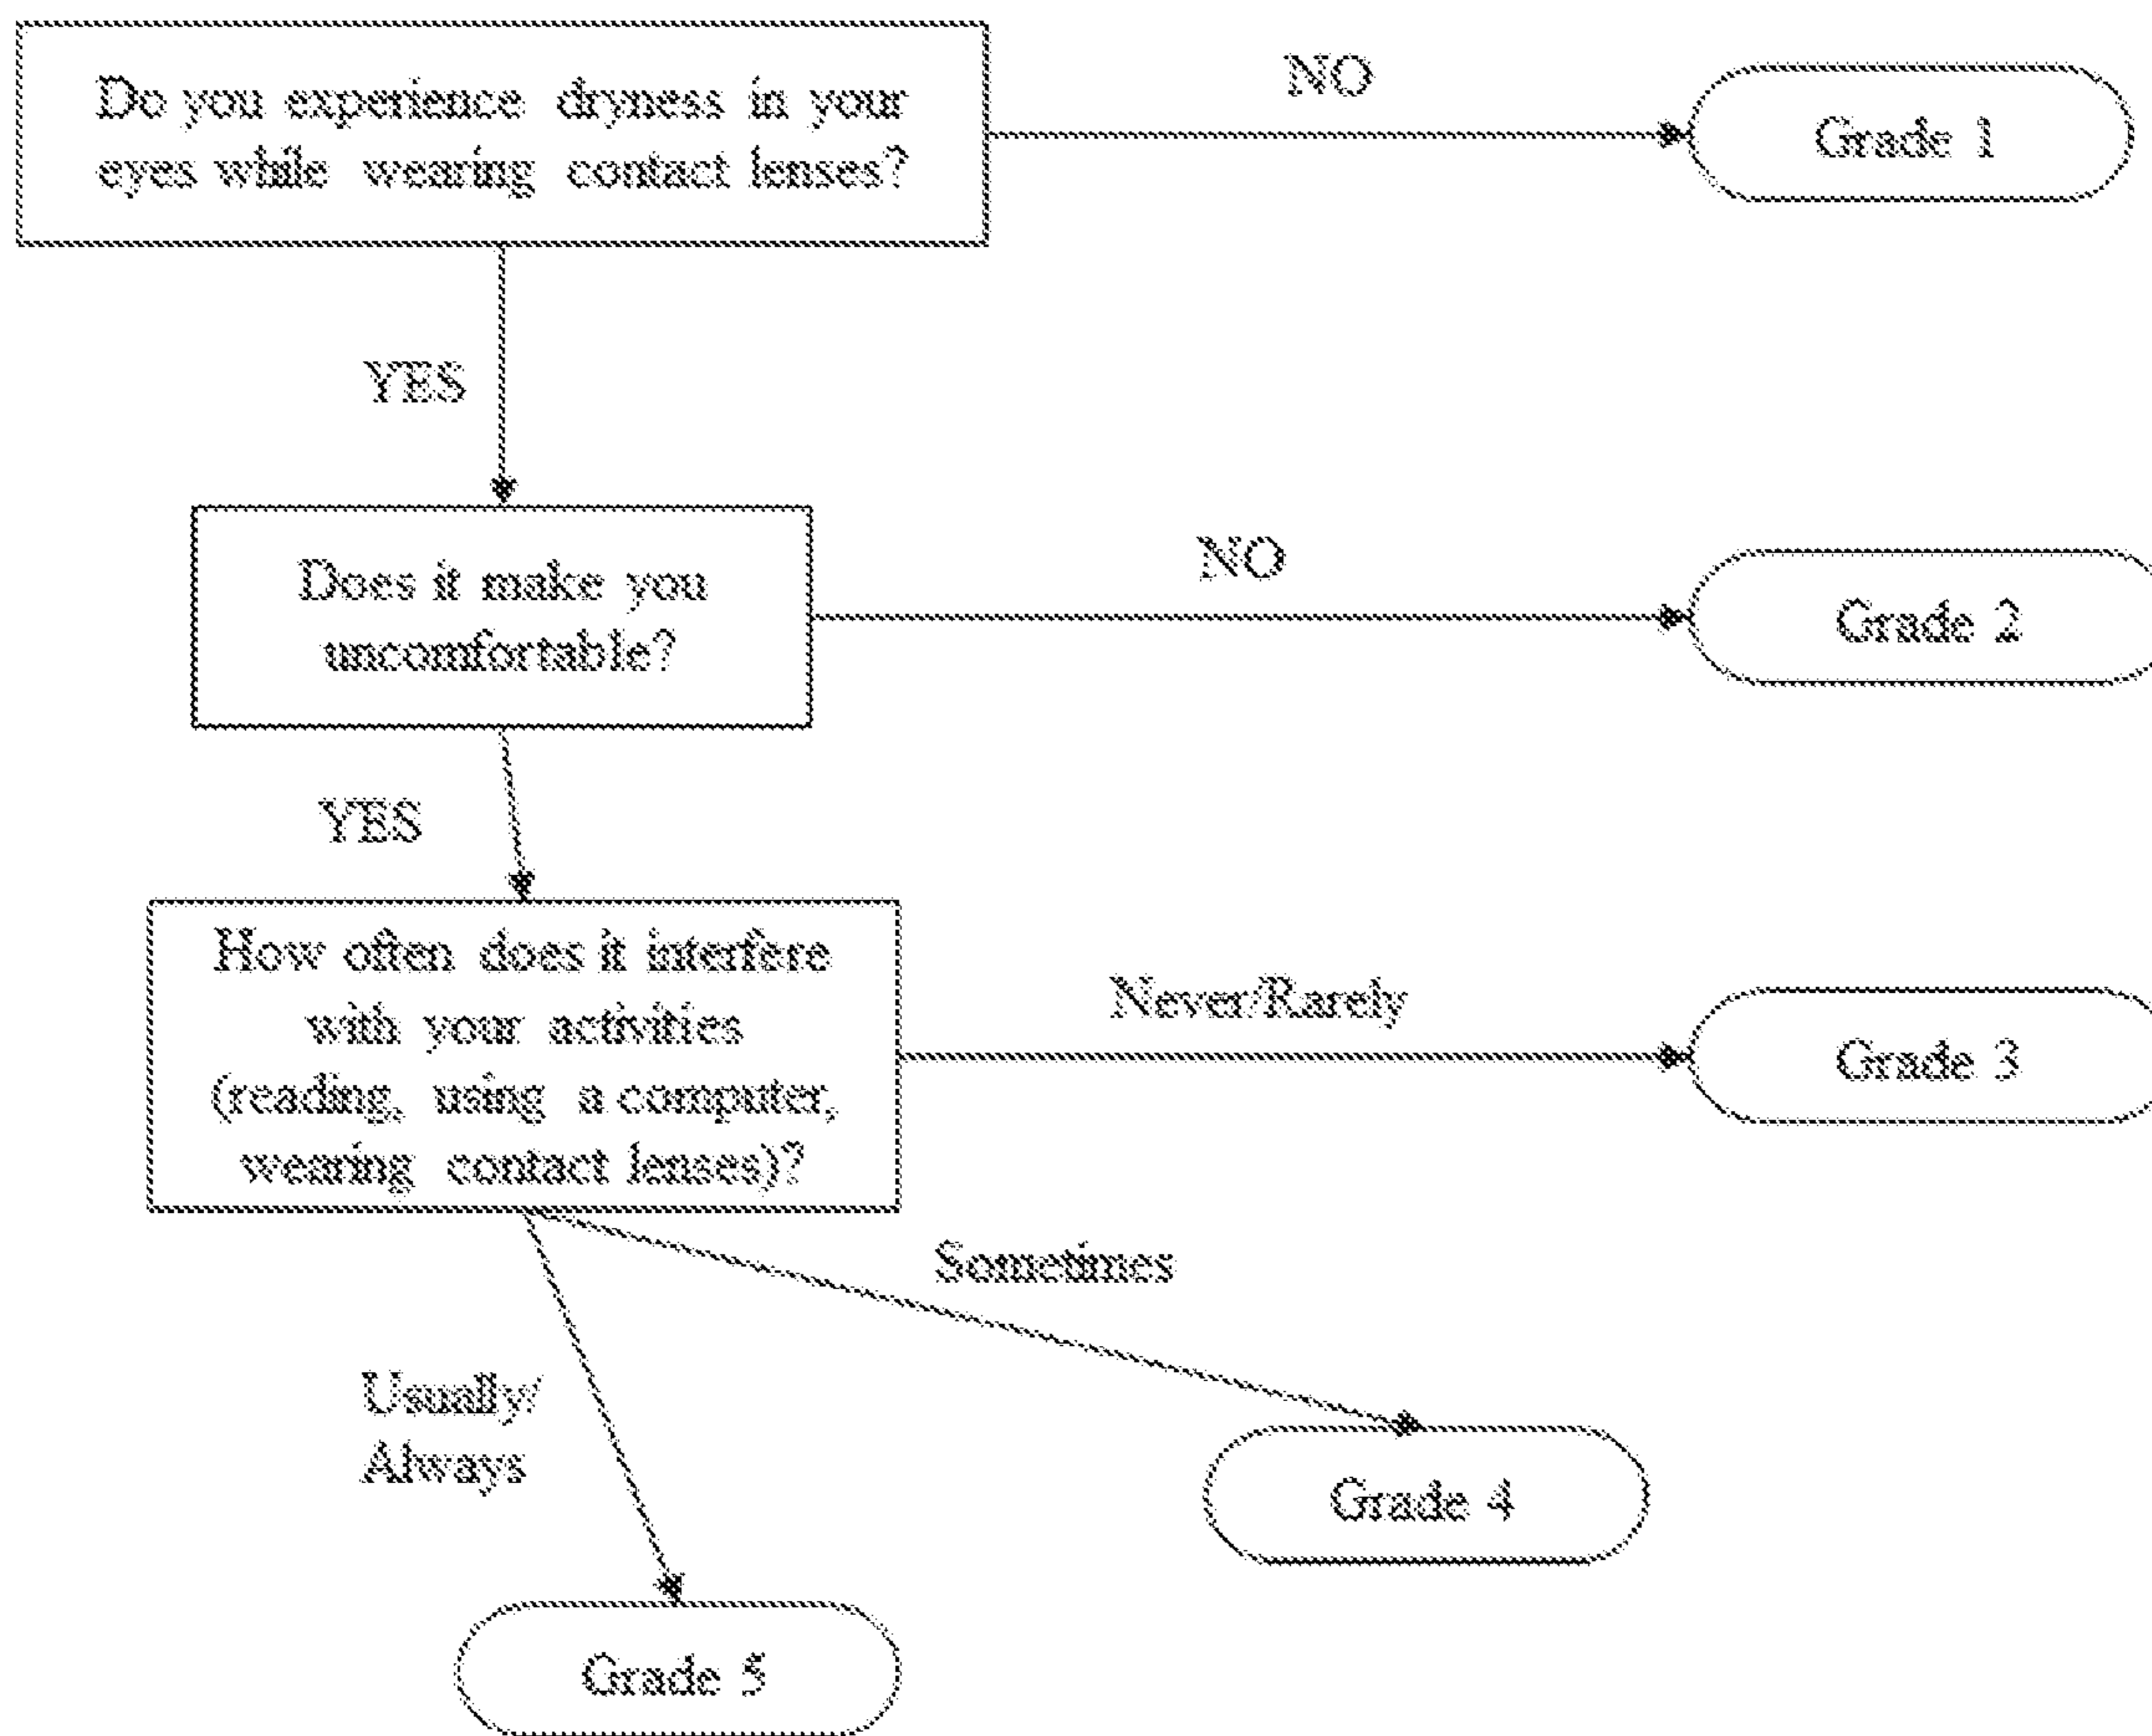 Do you experience dryness in your
eyes while wearing contact lenses?
NO
Grade 1
YES
Does it make you
uncomfortable?
NO
Grade 2
YES
How often does it interfere
with your activities
(reading, using a computer,
wearing contact lenses)?
Never/Rarely
Grade 3
Sometimes
Usually/
Always
Grade 4
Grade 5